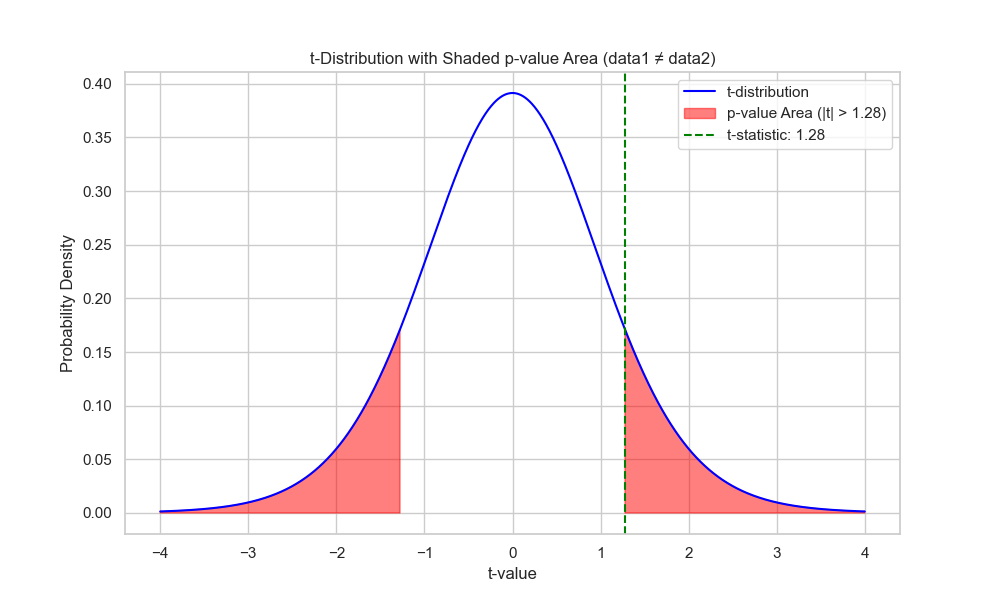 t-Distribution with Shaded p-value Area (data1 ≠ data2)
t-distribution
p-value Area (|t| > 1.28)
t-statistic: 1.28
Probability Density
0.40
0.35
0.30
0.25
0.20
0.15
0.10
0.05
0.00
−4 −3 −2 −1 0 1 2 3 4
t-value